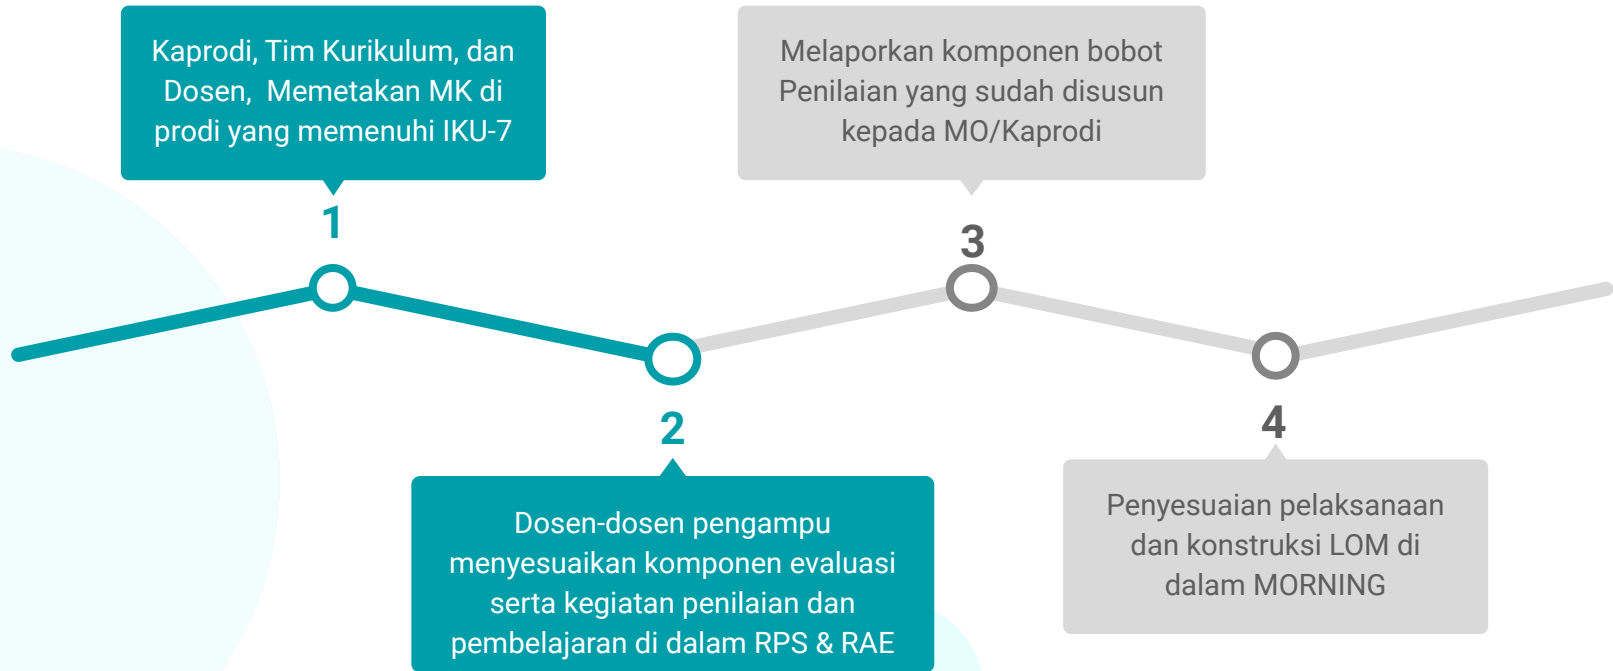 Kaprodi, Tim Kurikulum, dan
Dosen,  Memetakan MK di
prodi yang memenuhi IKU-7
1
2
Dosen-dosen pengampu
menyesuaikan komponen evaluasi
serta kegiatan penilaian dan
pembelajaran di dalam RPS & RAE
Melaporkan komponen bobot
Penilaian yang sudah disusun
kepada MO/Kaprodi
3
4
Penyesuaian pelaksanaan
dan konstruksi LOM di
dalam MORNING